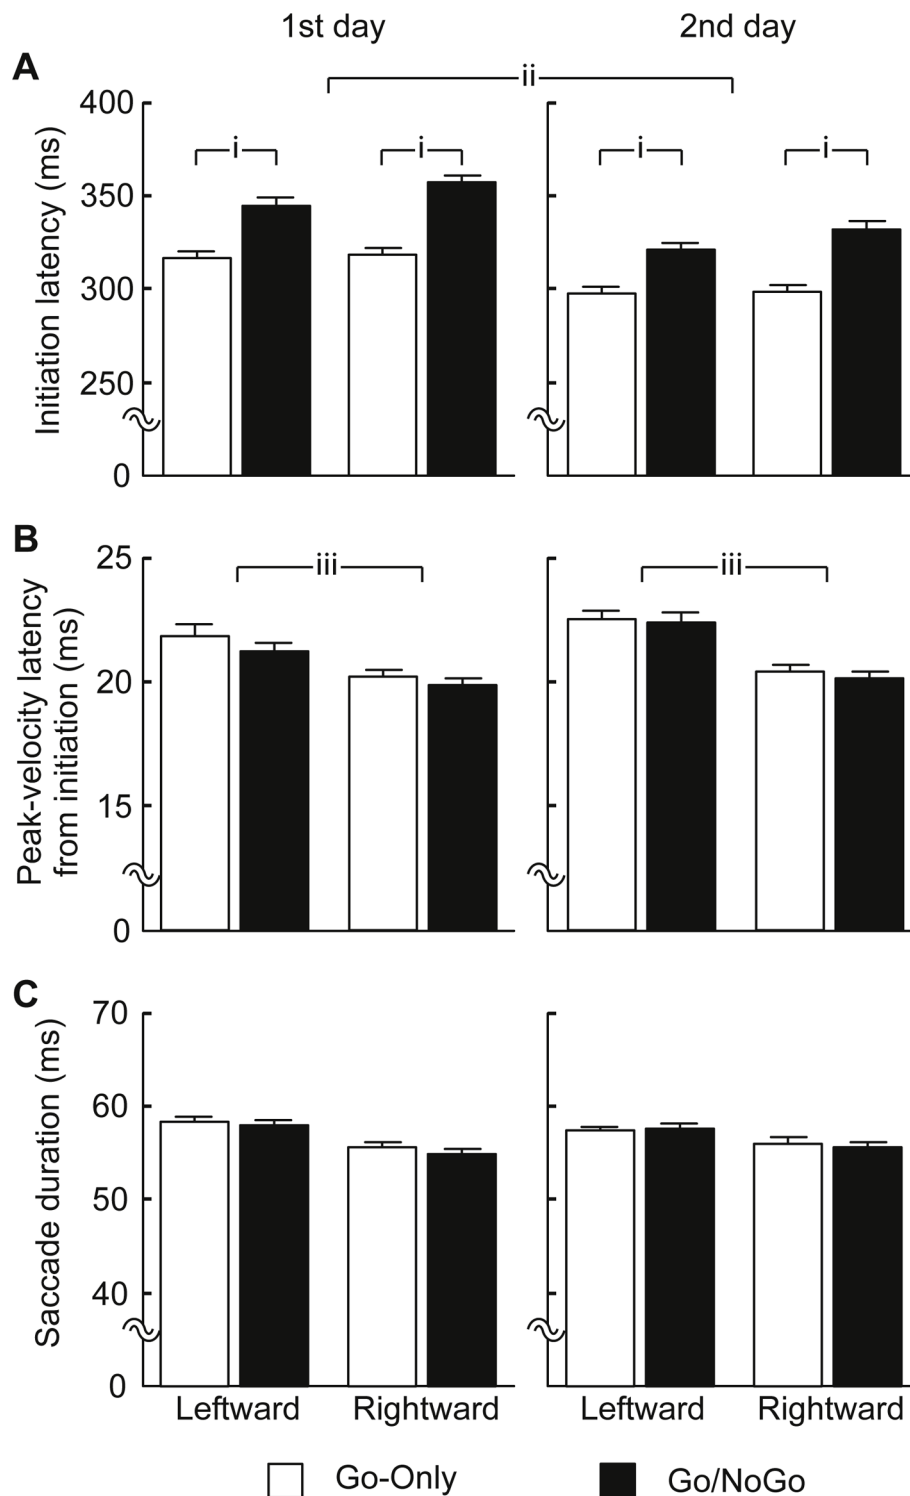 1st day 2nd day
A
ii
Initiation latency (ms)
400
350
300
250
0
i i i i
B
Peak-velocity latency
from initiation (ms)
25
20
15
0
iii iii
C
Saccade duration (ms)
70
60
50
40
0
Leftward Rightward Leftward Rightward
Go-Only Go/NoGo